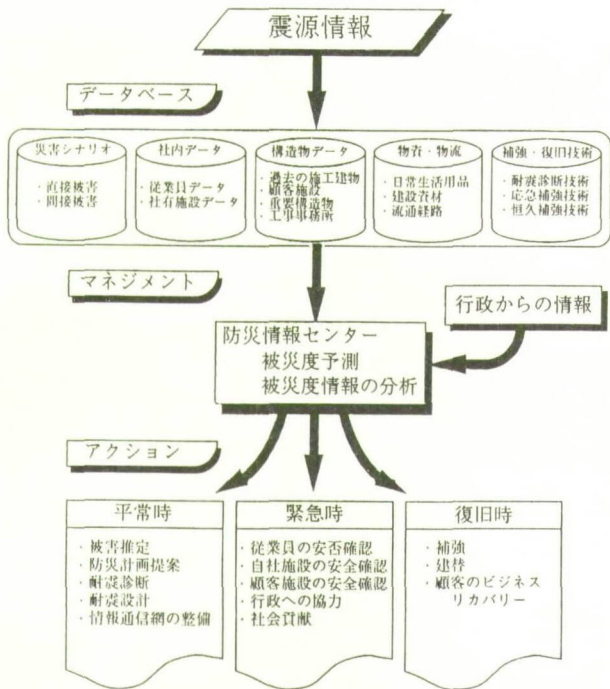 震源情報
データベース
災害シナリオ
・直接被害
・間接被害
社内データ
・従業員データ
・社有施設データ
構造物データ
・過去の施工建物
・顧客施設
・重要構造物
・工事事務所
物資・物流
・日常生活用品
・建設資材
・流通経路
補強・復旧技術
・耐震診断技術
・応急補強技術
・恒久補強技術
マネジメント
行政からの情報
防災情報センター
被災度予測
被災度情報の分析
アクション
平常時
・被害推定
・防災計画提案
・耐震診断
・耐震設計
・情報通信網の整備
緊急時
・従業員の安否確認
・自社施設の安全確認
・顧客施設の安全確認
・行政への協力
・社会貢献
復旧時
・補強
・建替
・顧客のビジネス
リカバリー